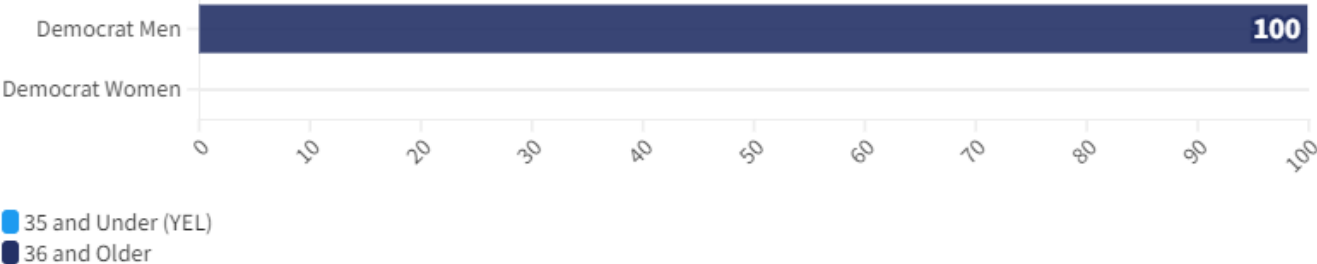 Democrat Men 100
Democrat Women
0 10 20 30 40 50 60 70 80 90 100
35 and Under (YEL)
36 and Older